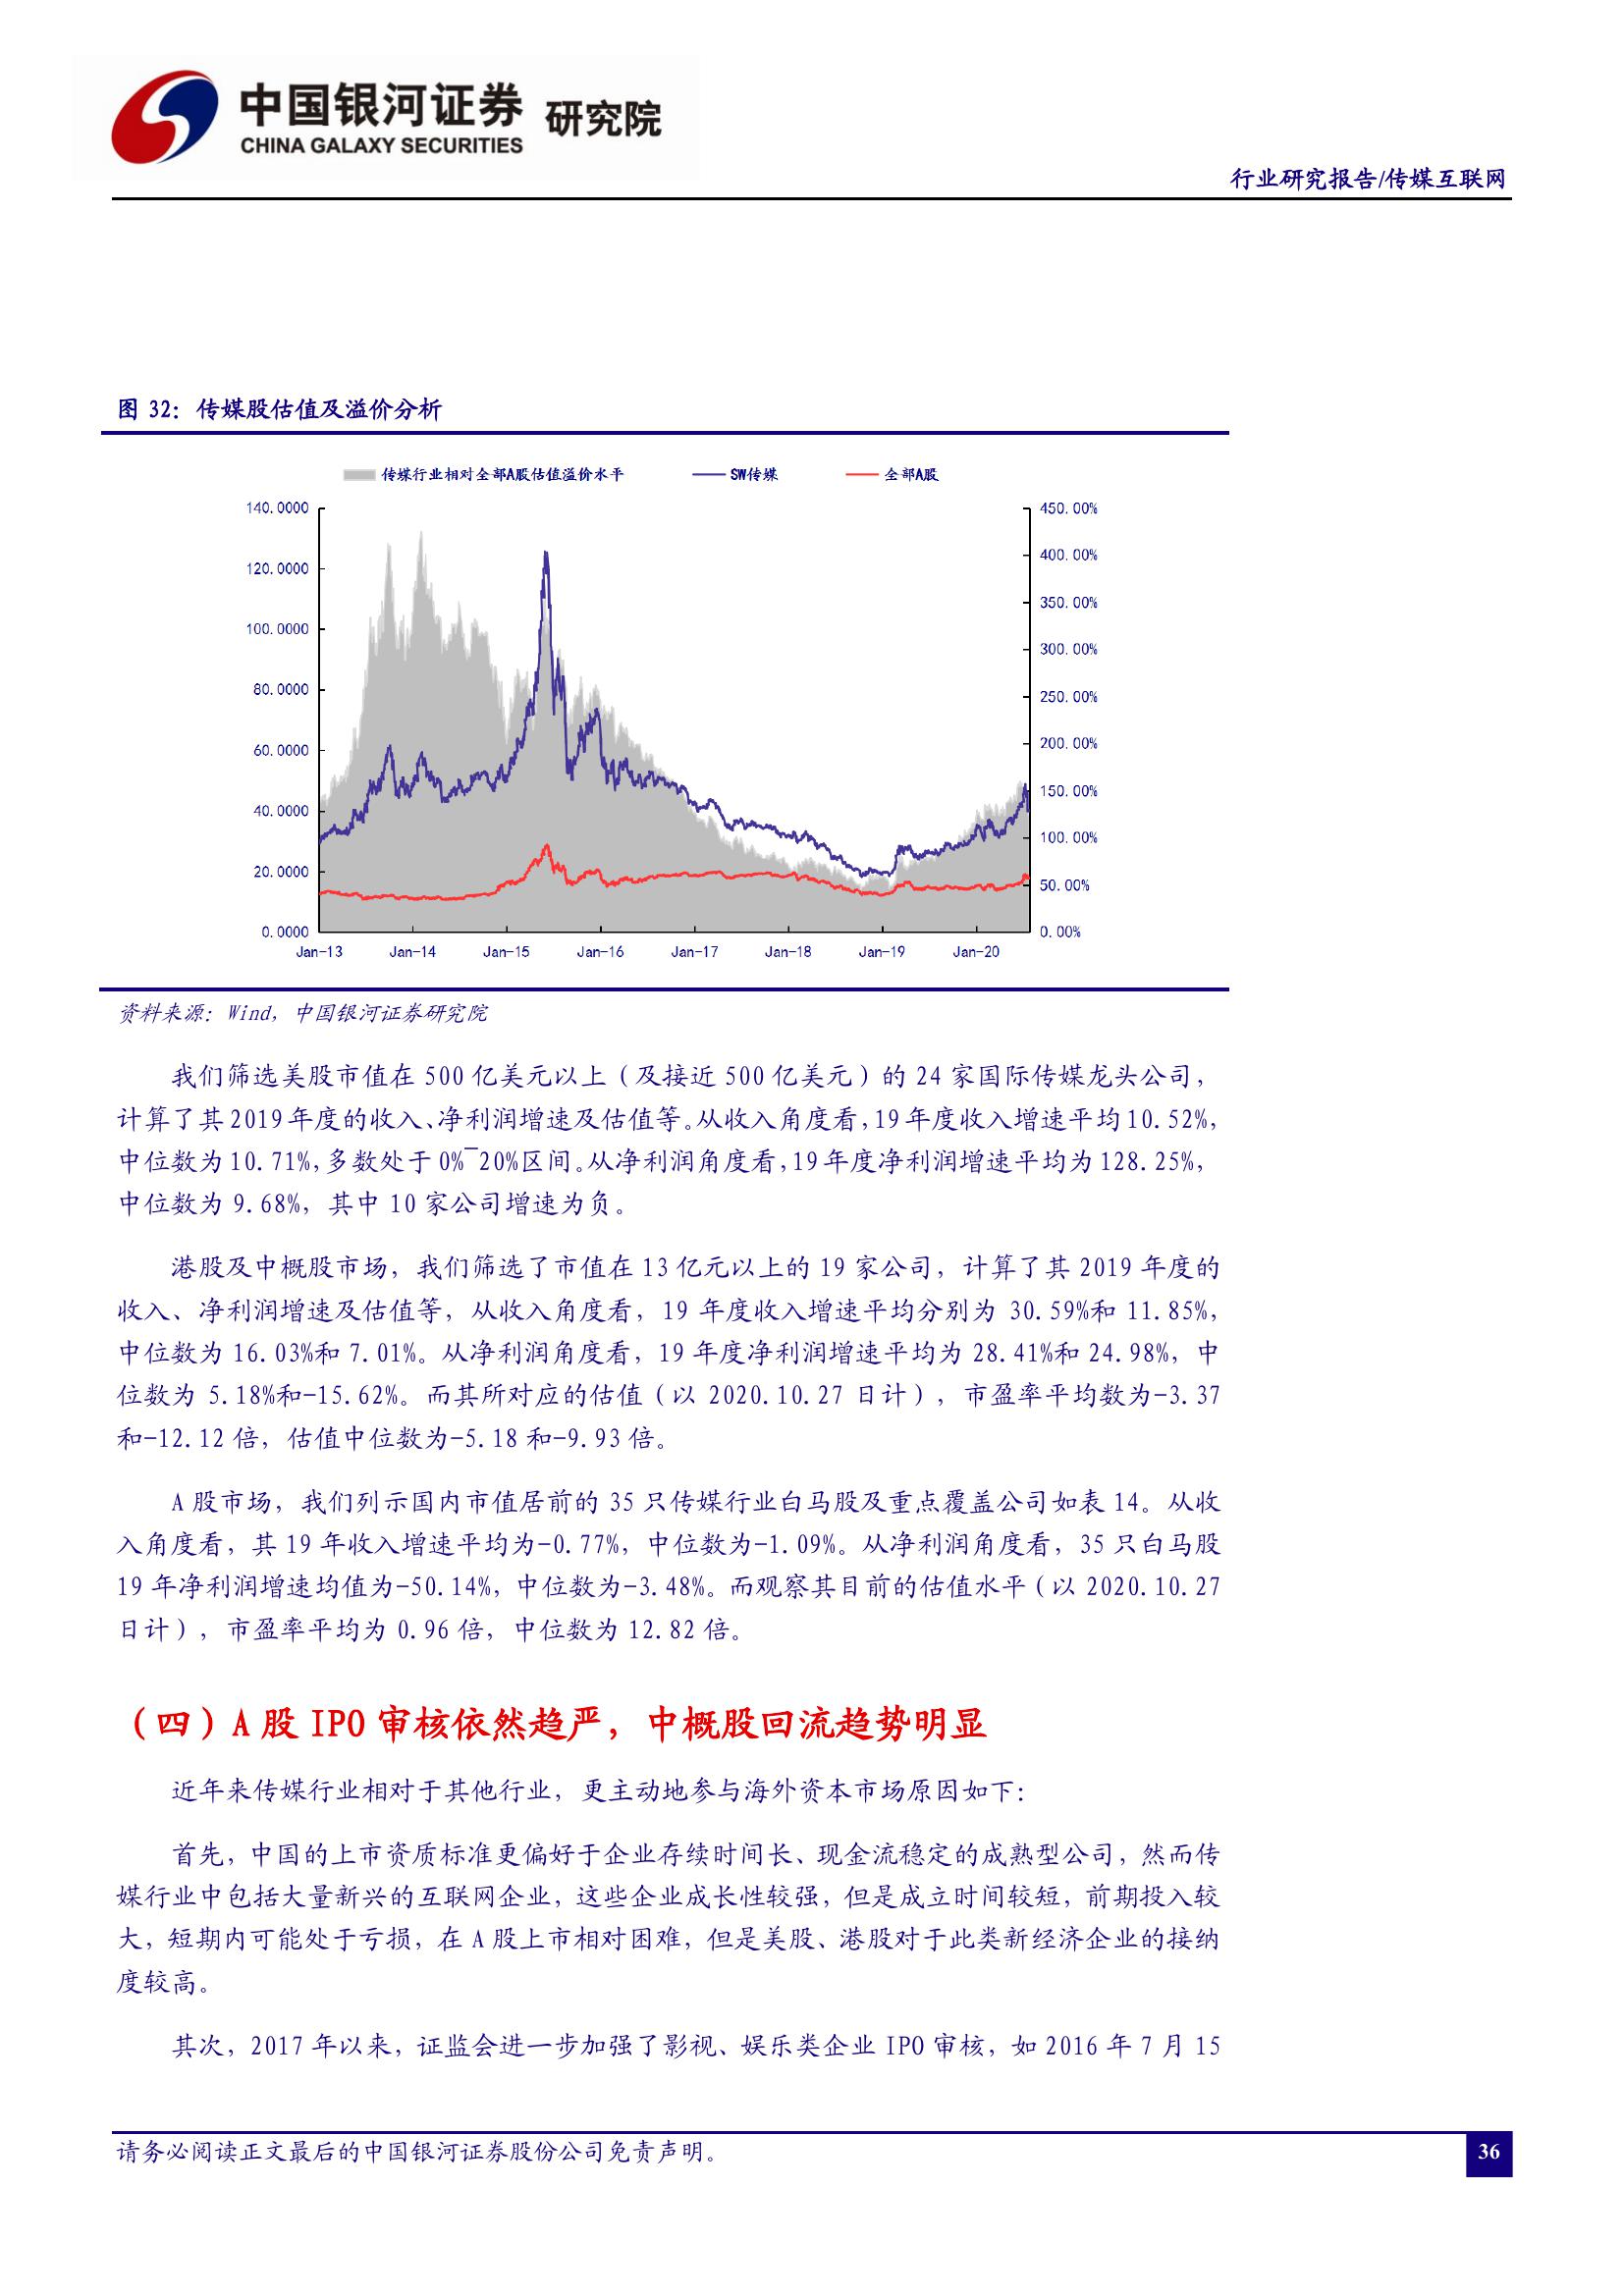 中国银河证券 研究院
CHINA GALAXY SECURITIES
行业研究报告/传媒互联网
图 32：传媒股估值及溢价分析
传媒行业相对全部A股估值溢价水平 SW传媒 全部A股
140.0000 450.00%
400.00%
120.0000
350.00%
100.0000
300.00%
80.0000
250.00%
60.0000
200.00%
150.00%
40.0000
100.00%
20.0000
50.00%
0.0000 0.00%
Jan-13 Jan-14 Jan-15 Jan-16 Jan-17 Jan-18 Jan-19 Jan-20
资料来源：Wind，中国银河证券研究院
我们筛选美股市值在 500 亿美元以上（及接近 500 亿美元）的 24 家国际传媒龙头公司，
计算了其 2019 年度的收入、净利润增速及估值等。从收入角度看，19 年度收入增速平均 10.52%，
中位数为 10.71%，多数处于 0%~20%区间。从净利润角度看，19 年度净利润增速平均为 128.25%，
中位数为 9.68%，其中 10 家公司增速为负。
港股及中概股市场，我们筛选了市值在 13 亿元以上的 19 家公司，计算了其 2019 年度的
收入、净利润增速及估值等，从收入角度看，19 年度收入增速平均分别为 30.59%和 11.85%，
中位数为 16.03%和 7.01%。从净利润角度看，19 年度净利润增速平均为 28.41%和 24.98%，中
位数为 5.18%和-15.62%。而其所对应的估值（以 2020.10.27 日计），市盈率平均数为-3.37
和-12.12 倍，估值中位数为-5.18 和-9.93 倍。
A 股市场，我们列示国内市值居前的 35 只传媒行业白马股及重点覆盖公司如表 14。从收
入角度看，其 19 年收入增速平均为-0.77%，中位数为-1.09%。从净利润角度看，35 只白马股
19 年净利润增速均值为-50.14%，中位数为-3.48%。而观察其目前的估值水平（以 2020.10.27
日计），市盈率平均为 0.96 倍，中位数为 12.82 倍。
（四）A 股 IPO 审核依然趋严，中概股回流趋势明显
近年来传媒行业相对于其他行业，更主动地参与海外资本市场原因如下：
首先，中国的上市资质标准更偏好于企业存续时间长、现金流稳定的成熟型公司，然而传
媒行业中包括大量新兴的互联网企业，这些企业成长性较强，但是成立时间较短，前期投入较
大，短期内可能处于亏损，在 A 股上市相对困难，但是美股、港股对于此类新经济企业的接纳
度较高。
其次，2017 年以来，证监会进一步加强了影视、娱乐类企业 IPO 审核，如 2016 年 7 月 15
请务必阅读正文最后的中国银河证券股份公司免责声明。
36